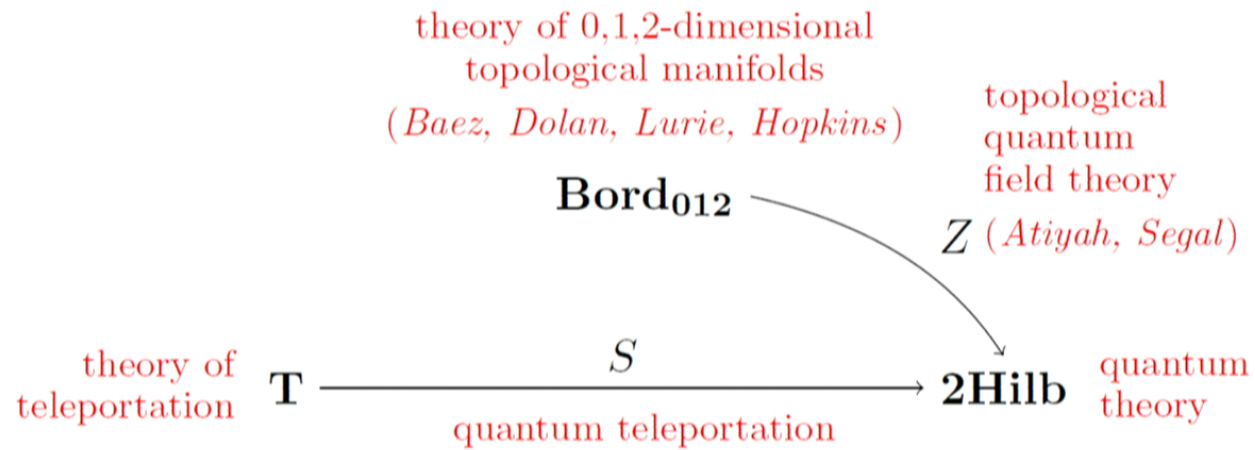 theory of 0,1,2-dimensional
topological manifolds
(Baez, Dolan, Lurie, Hopkins)
topological
quantum
field theory
Bord012
Z (Atiyah, Segal)
S
theory of
teleportation
T
2Hilb
quantum
theory
quantum teleportation